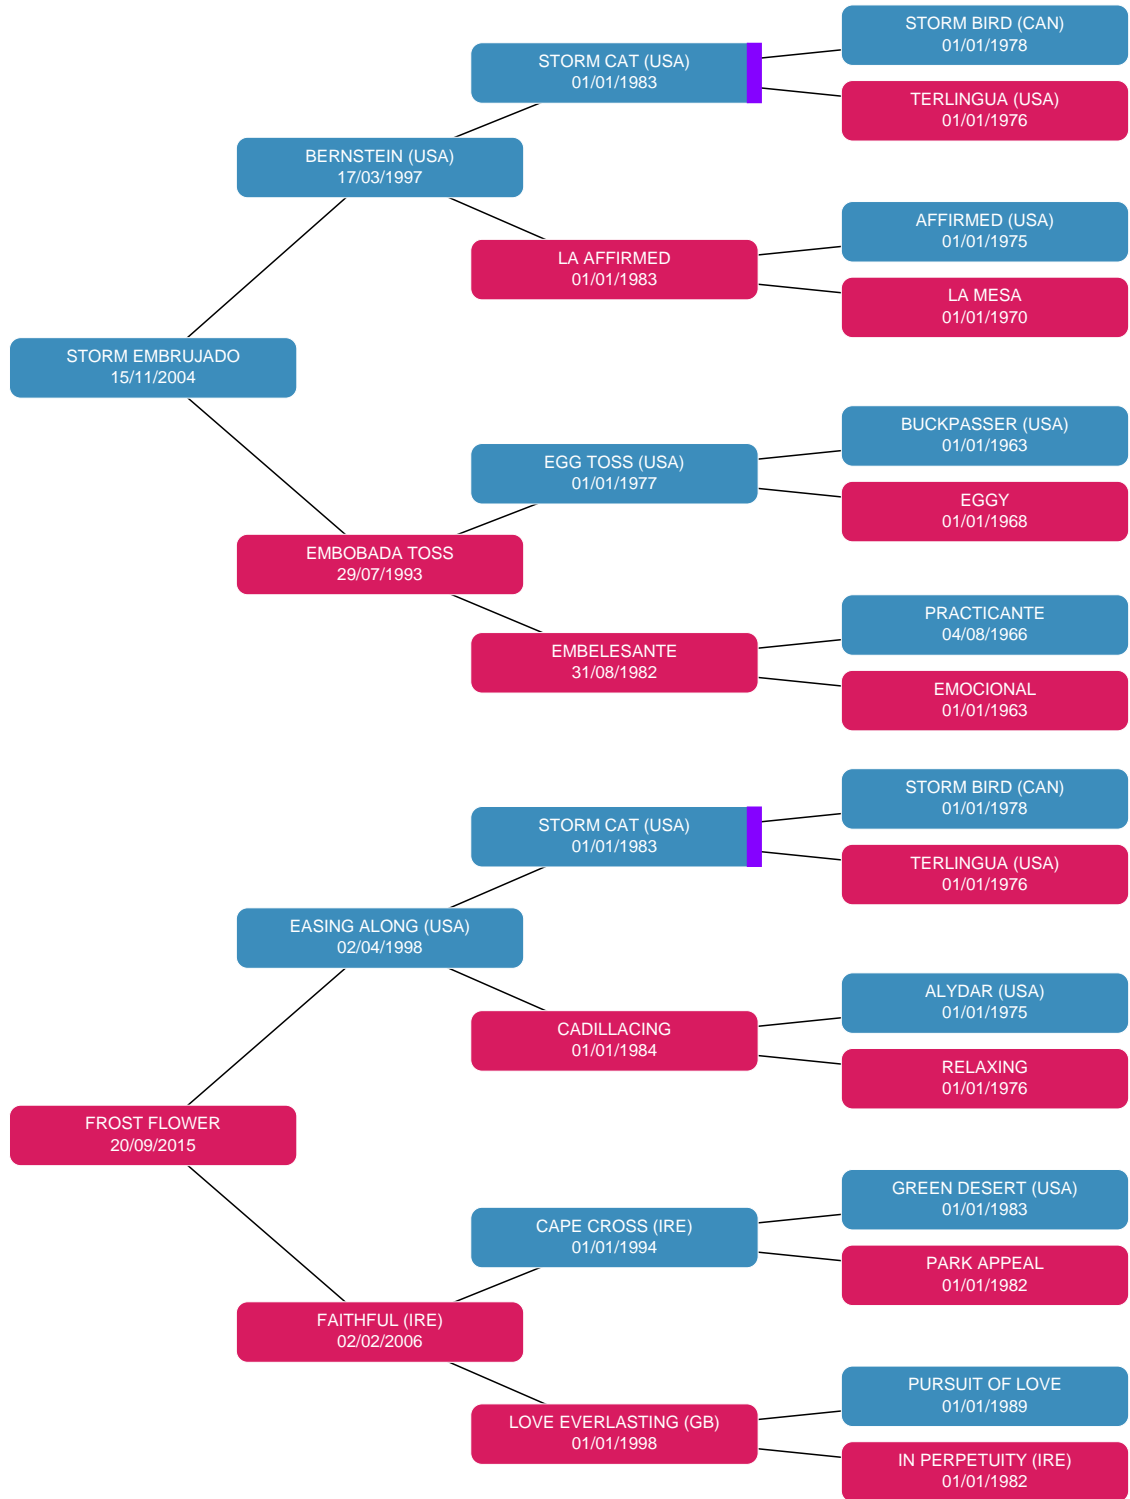 STORM BIRD (CAN)
01/01/1978
STORM CAT (USA)
01/01/1983
TERLINGUA (USA)
01/01/1976
BERNSTEIN (USA)
17/03/1997
AFFIRMED (USA)
01/01/1975
LA AFFIRMED
01/01/1983
LA MESA
01/01/1970
STORM EMBRUJADO
15/11/2004
BUCKPASSER (USA)
01/01/1963
EGG TOSS (USA)
01/01/1977
EGGY
01/01/1968
EMBOBADA TOSS
29/07/1993
PRACTICANTE
04/08/1966
EMBELESANTE
31/08/1982
EMOCIONAL
01/01/1963
STORM BIRD (CAN)
01/01/1978
STORM CAT (USA)
01/01/1983
TERLINGUA (USA)
01/01/1976
EASING ALONG (USA)
02/04/1998
ALYDAR (USA)
01/01/1975
CADILLACING
01/01/1984
RELAXING
01/01/1976
FROST FLOWER
20/09/2015
GREEN DESERT (USA)
01/01/1983
CAPE CROSS (IRE)
01/01/1994
PARK APPEAL
01/01/1982
FAITHFUL (IRE)
02/02/2006
PURSUIT OF LOVE
01/01/1989
LOVE EVERLASTING (GB)
01/01/1998
IN PERPETUITY (IRE)
01/01/1982